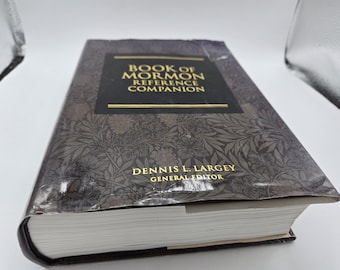 BOOK OF
MORMON
REFERENCE
COMPANION
DENNIS L. LARGEY
GENERAL EDITOR